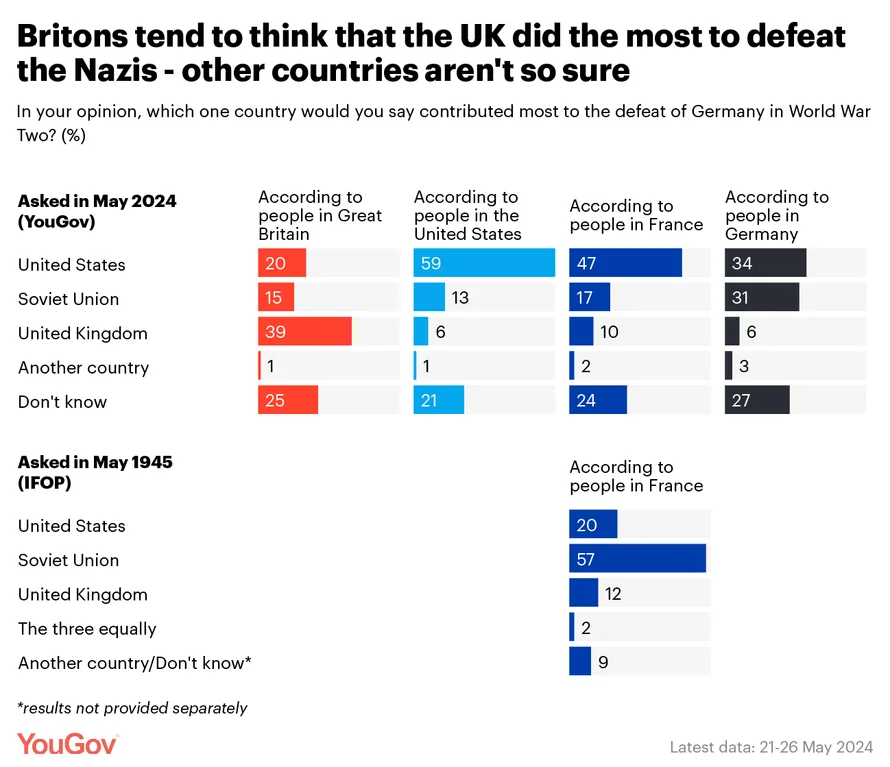 Britons tend to think that the UK did the most to defeat
the Nazis - other countries aren't so sure
In your opinion, which one country would you say contributed most to the defeat of Germany in World War
Two? (%)
Asked in May 2024
(YouGov)
According to
people in Great
Britain
According to
people in the
United States
According to
people in France
According to
people in
Germany
United States 20 59 47 34
Soviet Union 15 13 17 31
United Kingdom 39 6 10 6
Another country 1 1 2 3
Don't know 25 21 24 27
Asked in May 1945
(IFOP)
According to
people in France
United States 20
Soviet Union 57
United Kingdom 12
The three equally 2
Another country/Don't know* 9
*results not provided separately
YouGov
Latest data: 21-26 May 2024